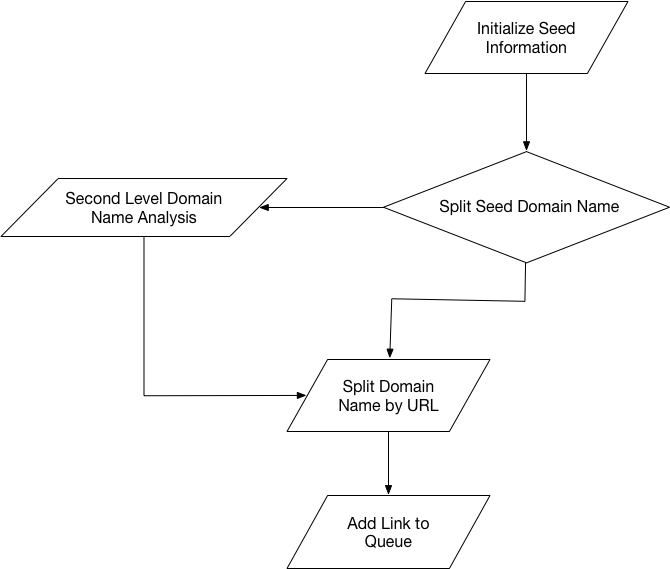 Initialize Seed
Information
Split Seed Domain Name
Second Level Domain
Name Analysis
Split Domain
Name by URL
Add Link to
Queue